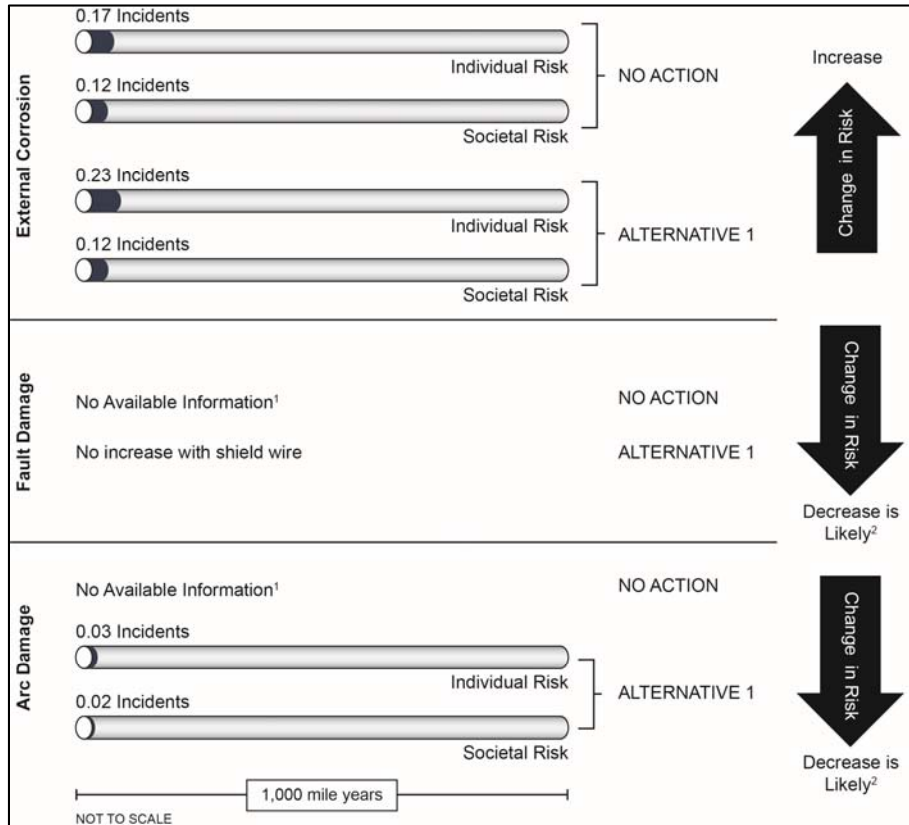 External Corrosion
0.17 Incidents
Individual Risk
0.12 Incidents
Societal Risk
NO ACTION
0.23 Incidents
Individual Risk
0.12 Incidents
Societal Risk
ALTERNATIVE 1
Increase
Change in Risk
Fault Damage
No Available Information¹
NO ACTION
No increase with shield wire
ALTERNATIVE 1
Change in Risk
Decrease is
Likely²
Arc Damage
No Available Information¹
NO ACTION
0.03 Incidents
Individual Risk
0.02 Incidents
Societal Risk
ALTERNATIVE 1
Change in Risk
Decrease is
Likely²
1,000 mile years
NOT TO SCALE